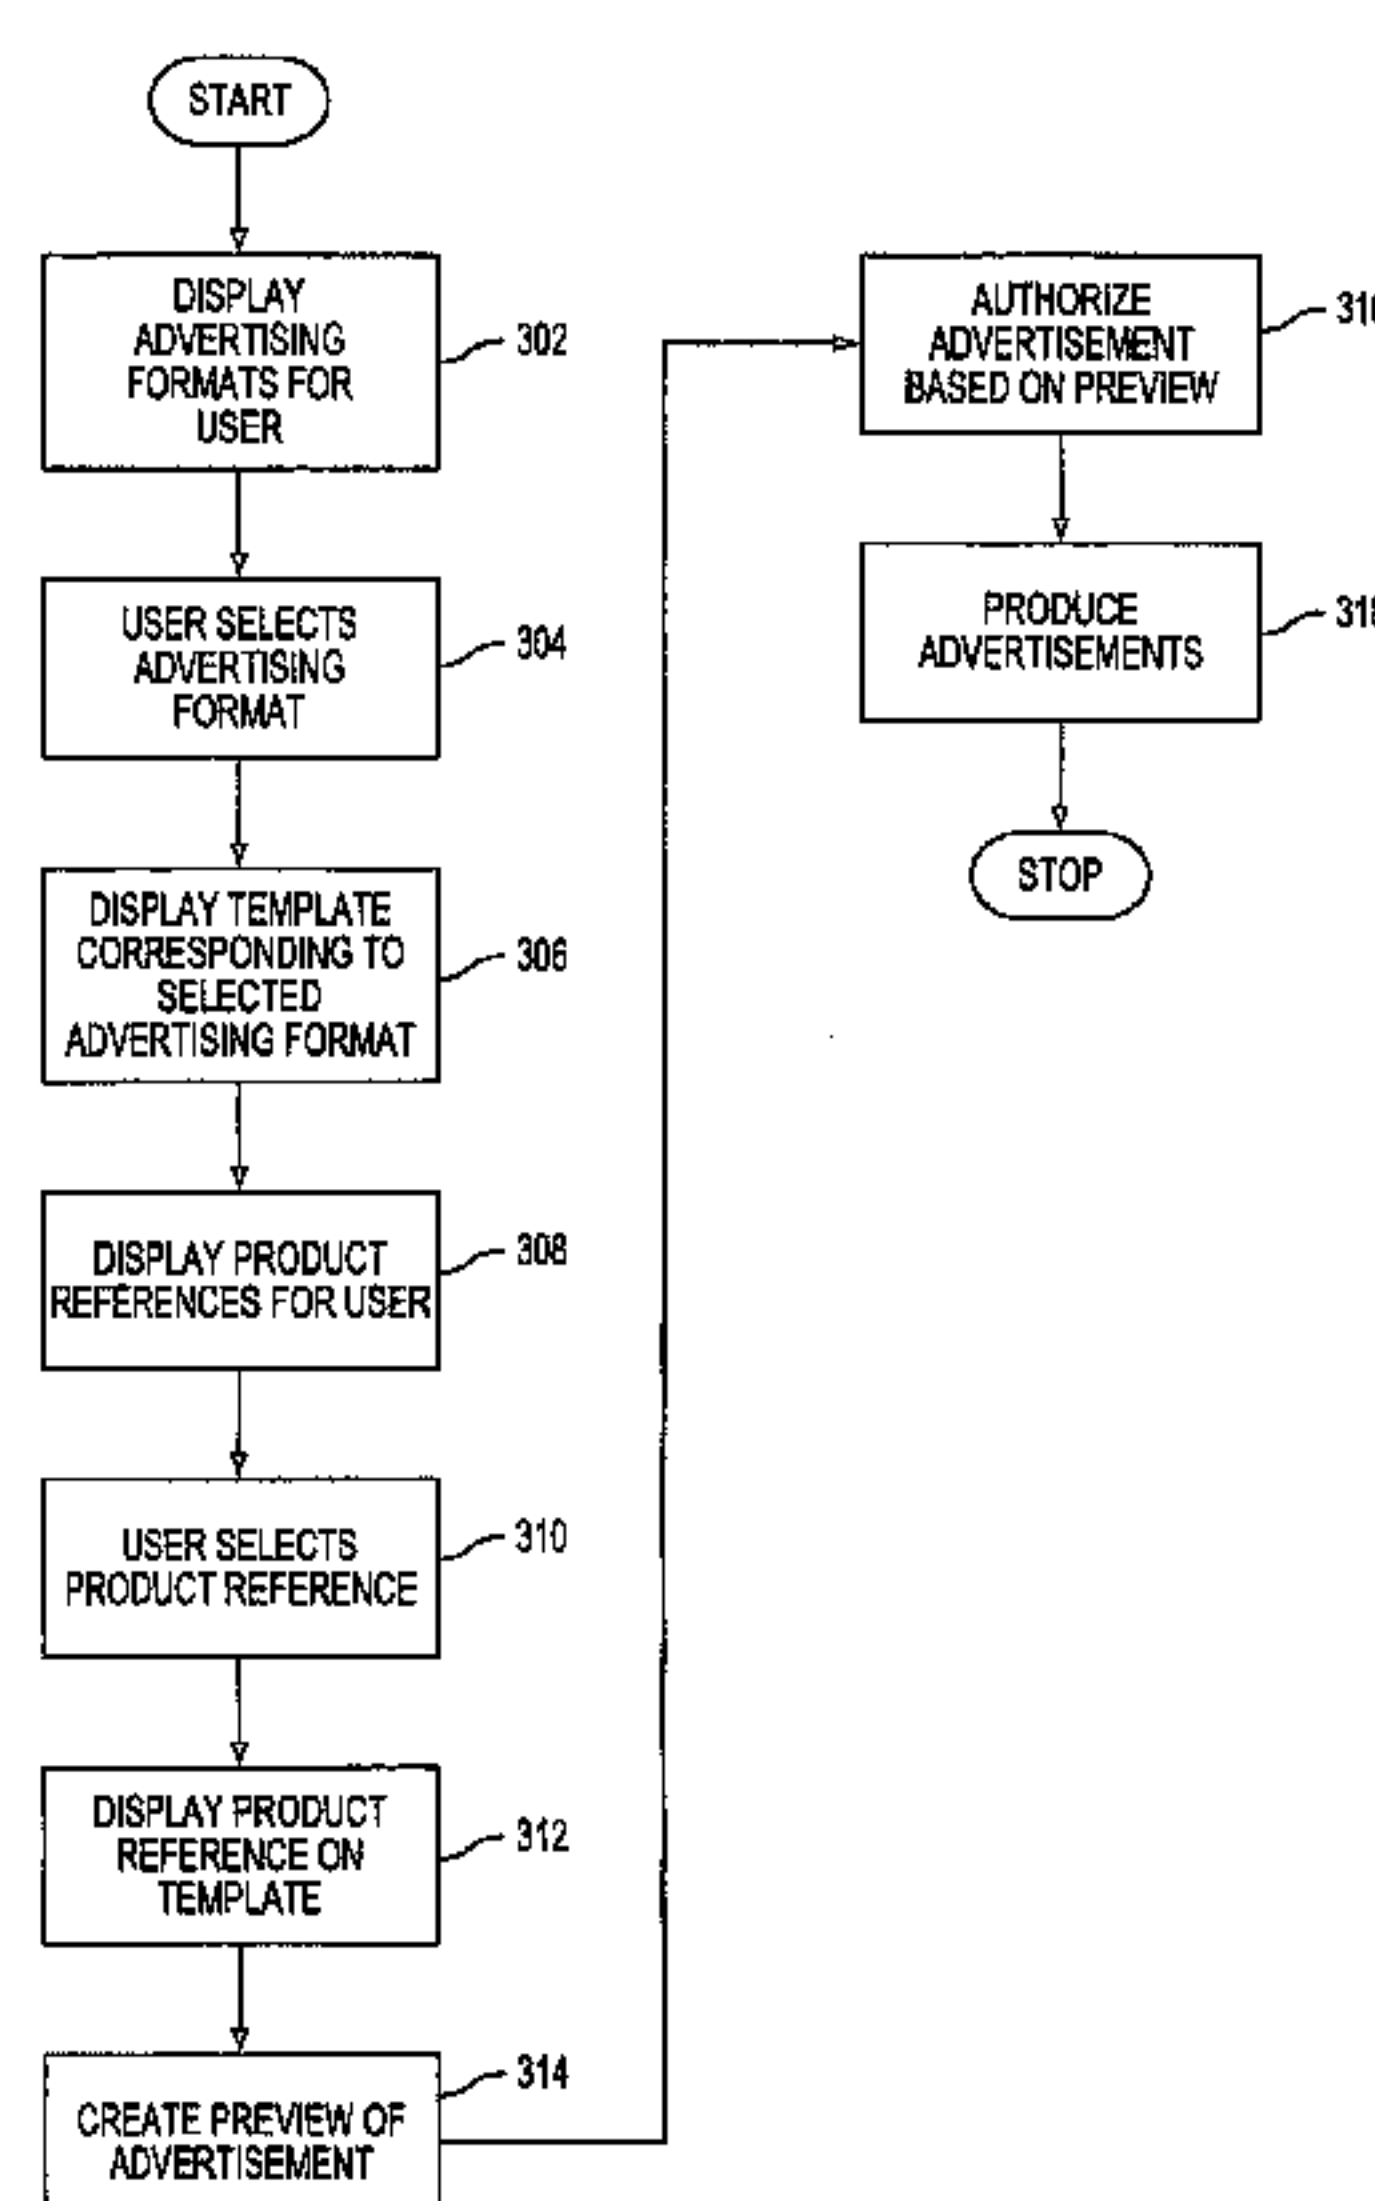 START
DISPLAY
ADVERTISING
FORMATS FOR
USER
302
USER SELECTS
ADVERTISING
FORMAT
304
DISPLAY TEMPLATE
CORRESPONDING TO
SELECTED
ADVERTISING FORMAT
306
DISPLAY PRODUCT
REFERENCES FOR USER
308
USER SELECTS
PRODUCT REFERENCE
310
DISPLAY PRODUCT
REFERENCE ON
TEMPLATE
312
CREATE PREVIEW OF
ADVERTISEMENT
314
AUTHORIZE
ADVERTISEMENT
BASED ON PREVIEW
PRODUCE
ADVERTISEMENTS
STOP